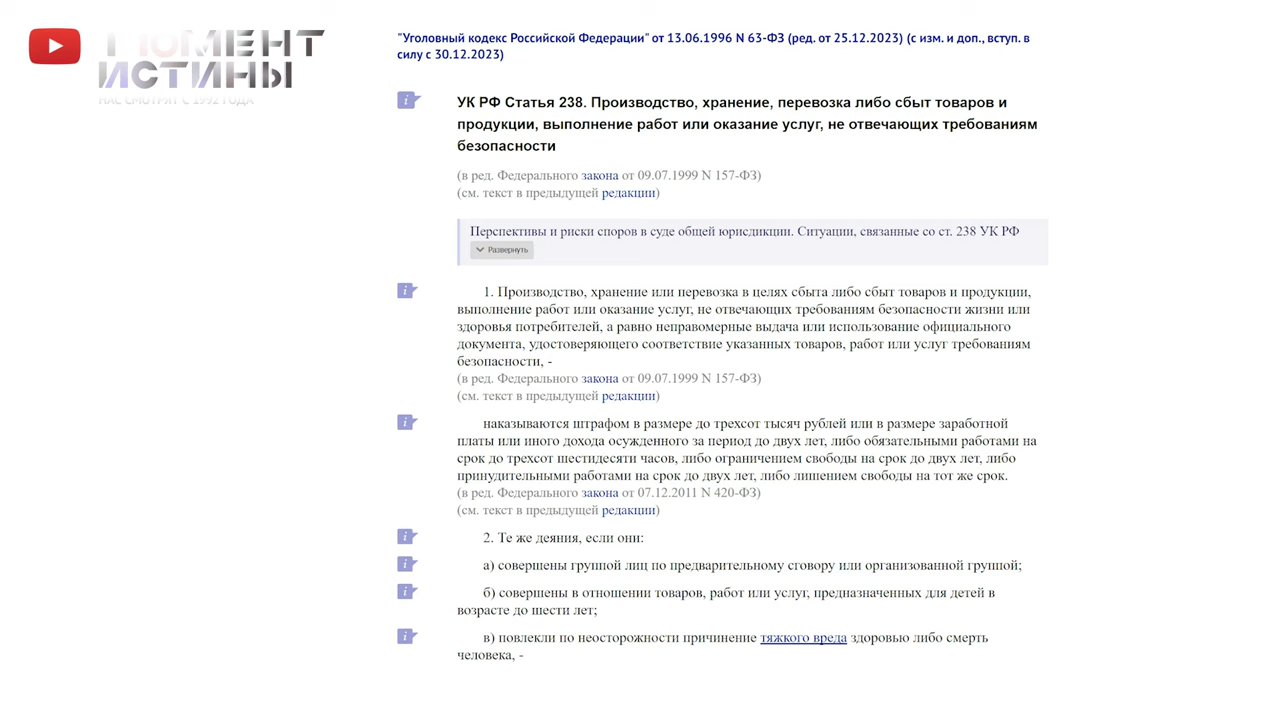 МОМЕНТ
ИСТИНЫ
НАС СМОТРЯТ С 1992 ГОДА
"Уголовный кодекс Российской Федерации" от 13.06.1996 N 63-ФЗ (ред. от 25.12.2023) (с изм. и доп., вступ. в
силу с 30.12.2023)
УК РФ Статья 238. Производство, хранение, перевозка либо сбыт товаров и
продукции, выполнение работ или оказание услуг, не отвечающих требованиям
безопасности
(в ред. Федерального закона от 09.07.1999 N 157-ФЗ)
(см. текст в предыдущей редакции)
Перспективы и риски споров в суде общей юрисдикции. Ситуации, связанные со ст. 238 УК РФ
Развернуть
1. Производство, хранение или перевозка в целях сбыта либо сбыт товаров и продукции,
выполнение работ или оказание услуг, не отвечающих требованиям безопасности жизни или
здоровья потребителей, а равно неправомерные выдача или использование официального
документа, удостоверяющего соответствие указанных товаров, работ или услуг требованиям
безопасности, -
(в ред. Федерального закона от 09.07.1999 N 157-ФЗ)
(см. текст в предыдущей редакции)
наказываются штрафом в размере до трехсот тысяч рублей или в размере заработной
платы или иного дохода осужденного за период до двух лет, либо обязательными работами на
срок до трехсот шестидесяти часов, либо ограничением свободы на срок до двух лет, либо
принудительными работами на срок до двух лет, либо лишением свободы на тот же срок.
(в ред. Федерального закона от 07.12.2011 N 420-ФЗ)
(см. текст в предыдущей редакции)
2. Те же деяния, если они:
а) совершены группой лиц по предварительному сговору или организованной группой;
б) совершены в отношении товаров, работ или услуг, предназначенных для детей в
возрасте до шести лет;
в) повлекли по неосторожности причинение тяжкого вреда здоровью либо смерть
человека, -